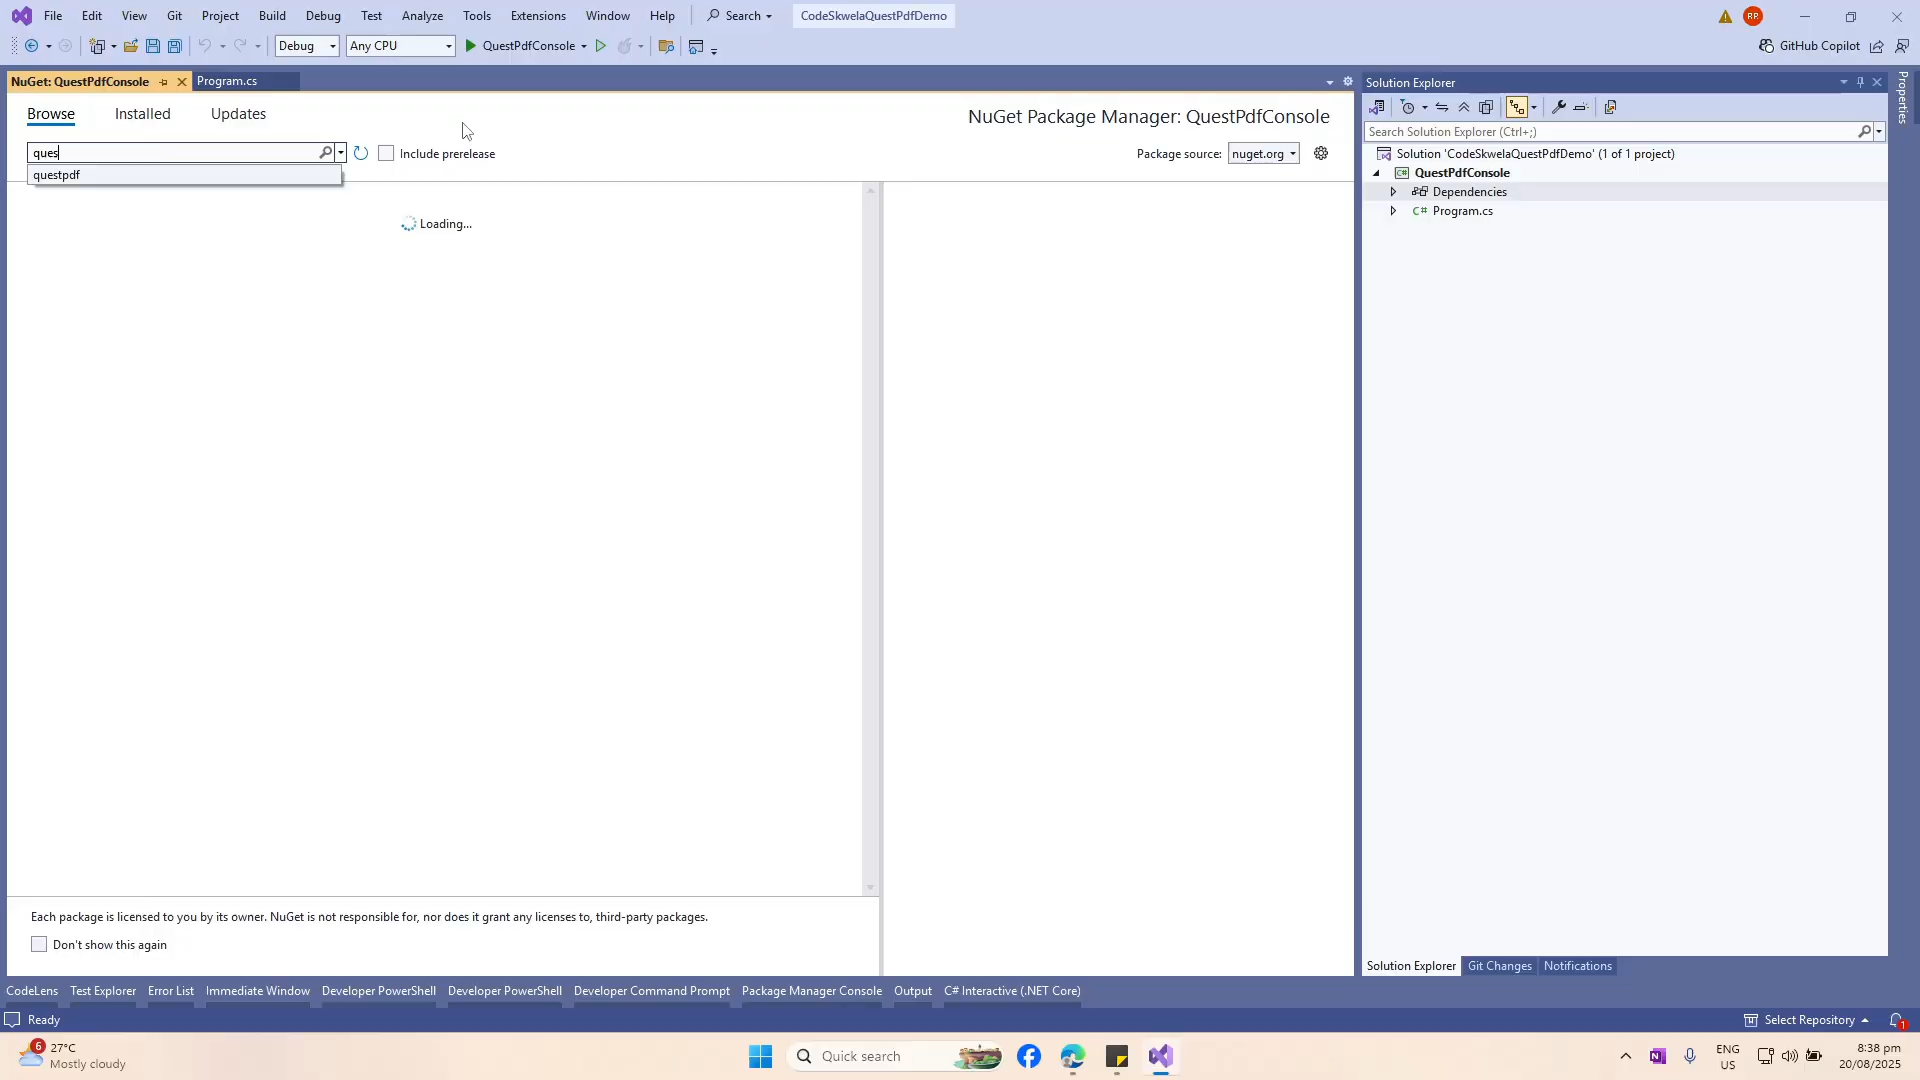 File Edit View Git Project Build Debug Test Analyze Tools Extensions Window Help Search CodeSkwelaQuestPdfDemo RR
Debug Any CPU QuestPdfConsole GitHub Copilot
NuGet: QuestPdfConsole Program.cs Solution Explorer
Properties
Browse Installed Updates NuGet Package Manager: QuestPdfConsole
Search Solution Explorer (Ctrl+;)
ques Include prerelease Package source: nuget.org
questpdf
Solution 'CodeSkwelaQuestPdfDemo' (1 of 1 project)
QuestPdfConsole
Dependencies
C# Program.cs
Loading...
Each package is licensed to you by its owner. NuGet is not responsible for, nor does it grant any licenses to, third-party packages.
Don't show this again
Solution Explorer Git Changes Notifications
CodeLens Test Explorer Error List Immediate Window Developer PowerShell Developer PowerShell Developer Command Prompt Package Manager Console Output C# Interactive (.NET Core)
Ready Select Repository 1
6 27°C
Mostly cloudy
Quick search
ENG
US
8:38 pm
20/08/2025